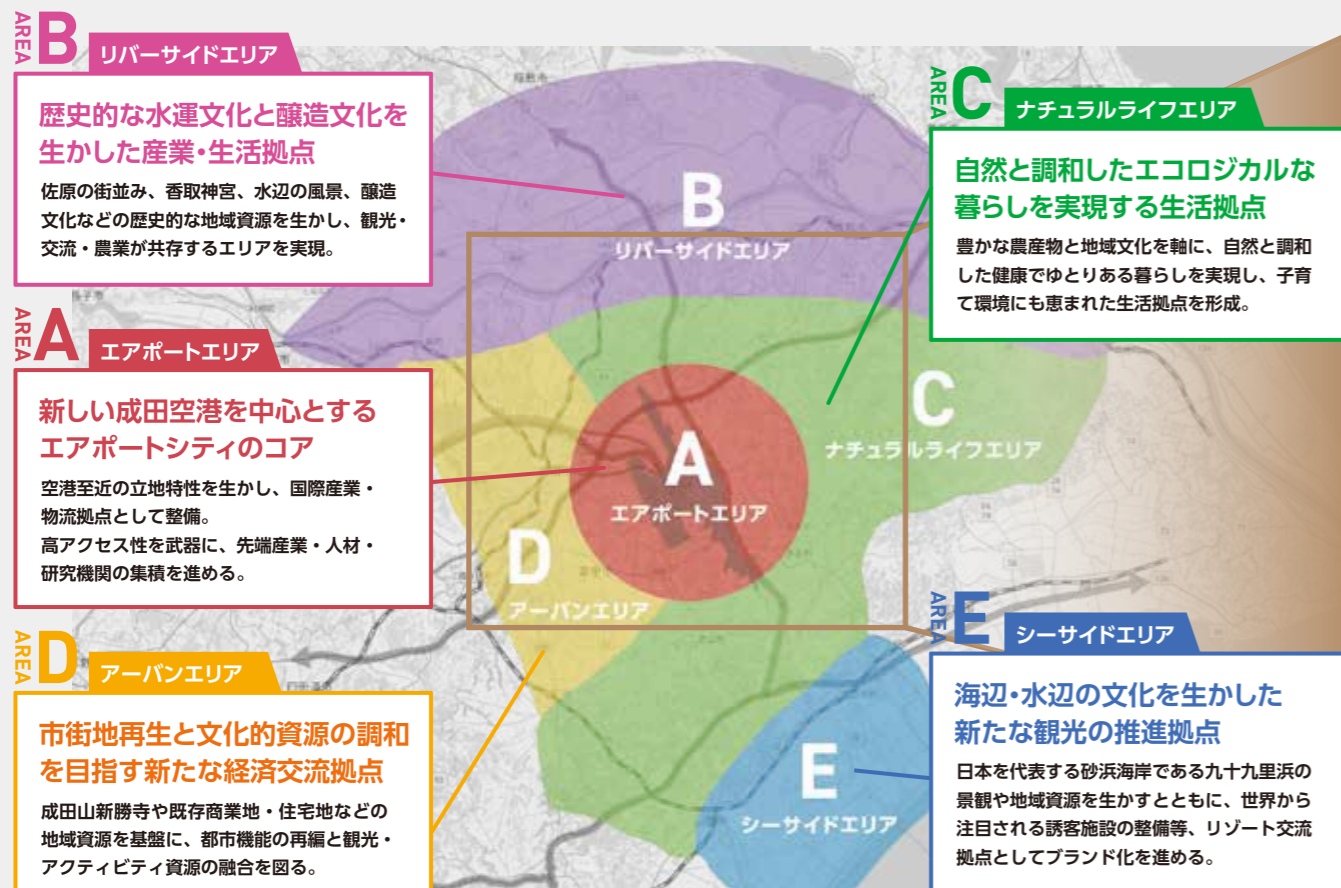 AREA B リバーサイドエリア
歴史的な水運文化と醸造文化を
生かした産業・生活拠点
佐原の街並み、香取神宮、水辺の風景、醸造
文化などの歴史的な地域資源を生かし、観光・
交流・農業が共存するエリアを実現。
AREA A エアポートエリア
新しい成田空港を中心とする
エアポートシティのコア
空港至近の立地特性を生かし、国際産業・
物流拠点として整備。
高アクセス性を武器に、先端産業・人材・
研究機関の集積を進める。
AREA D アーバンエリア
市街地再生と文化的資源の調和
を目指す新たな経済交流拠点
成田山新勝寺や既存商業地・住宅地などの
地域資源を基盤に、都市機能の再編と観光・
アクティビティ資源の融合を図る。
B
リバーサイドエリア
A
エアポートエリア
C
ナチュラルライフエリア
D
アーバンエリア
E
シーサイドエリア
AREA C ナチュラルライフエリア
自然と調和したエコロジカルな
暮らしを実現する生活拠点
豊かな農産物と地域文化を軸に、自然と調和
した健康でゆとりある暮らしを実現し、子育
て環境にも恵まれた生活拠点を形成。
AREA E シーサイドエリア
海辺・水辺の文化を生かした
新たな観光の推進拠点
日本を代表する砂浜海岸である九十九里浜の
景観や地域資源を生かすとともに、世界から
注目される誘客施設の整備等、リゾート交流
拠点としてブランド化を進める。